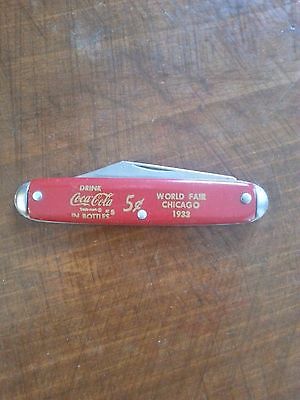 DRINK
Coca-Cola
IN BOTTLES
5¢
WORLD FAIR
CHICAGO
1933